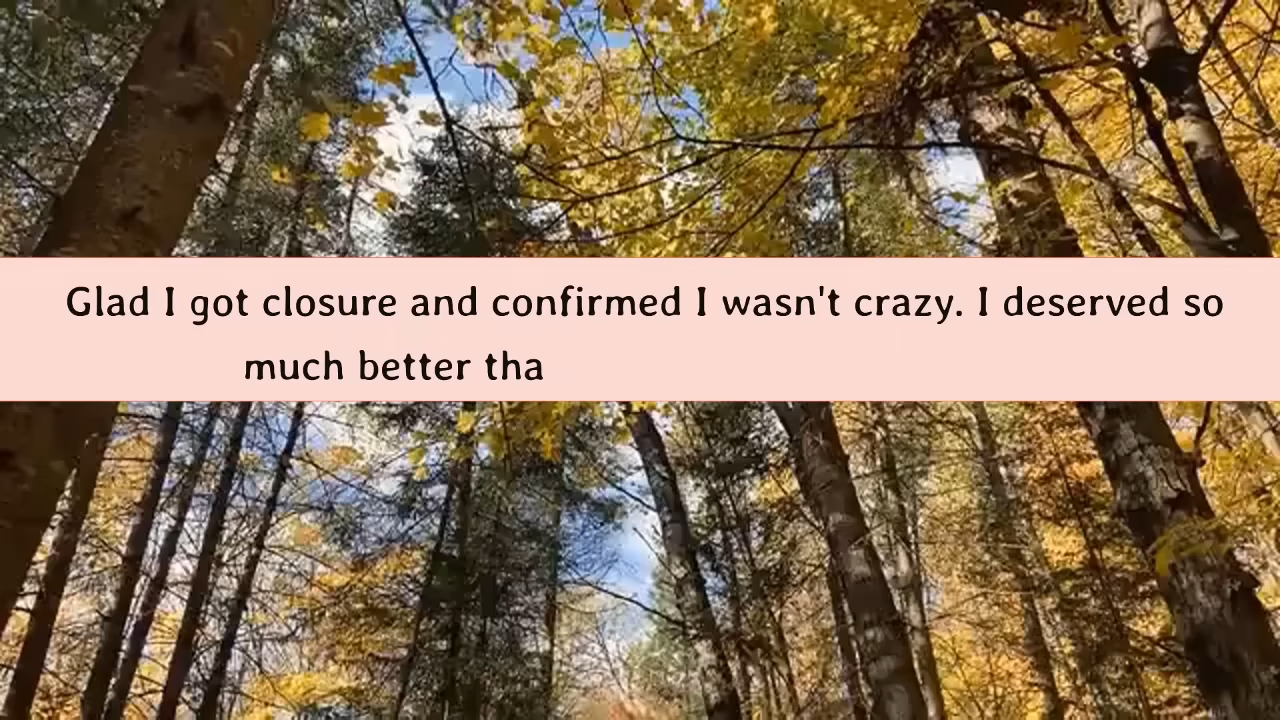 Glad I got closure and confirmed I wasn't crazy. I deserved so
much better tha